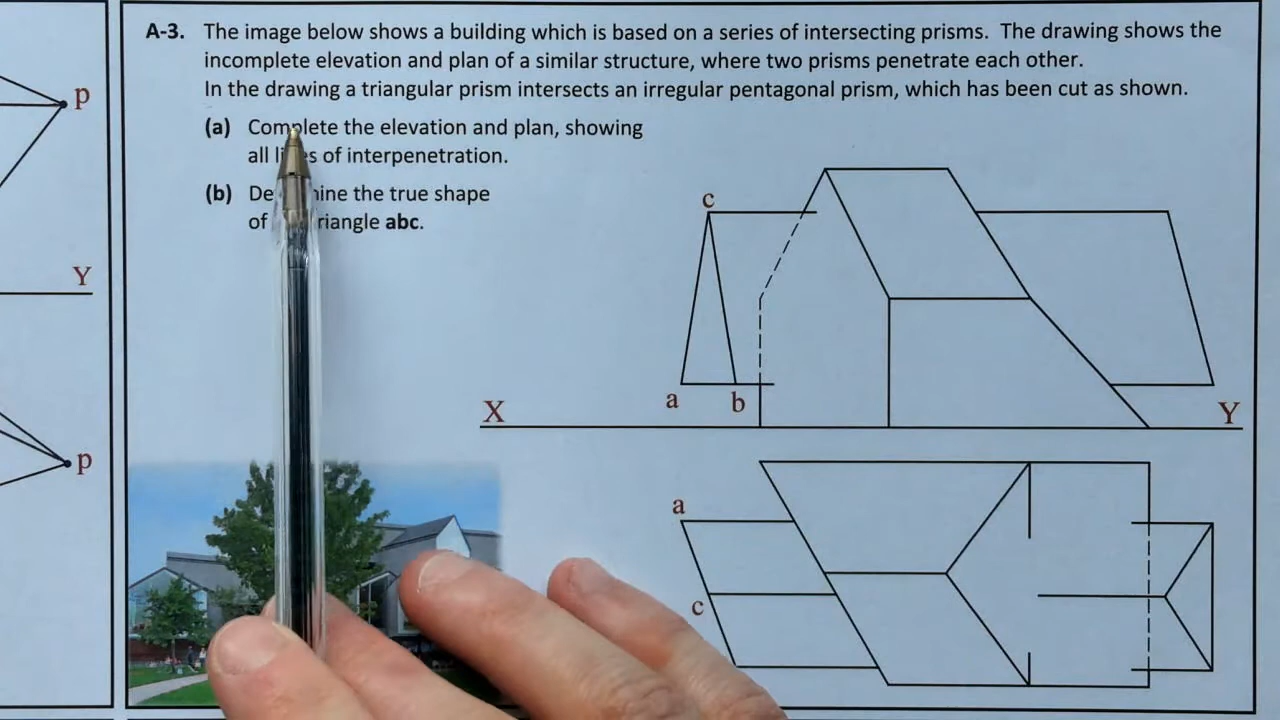 A-3. The image below shows a building which is based on a series of intersecting prisms. The drawing shows the
incomplete elevation and plan of a similar structure, where two prisms penetrate each other.
In the drawing a triangular prism intersects an irregular pentagonal prism, which has been cut as shown.
(a) Complete the elevation and plan, showing
all of interpenetration.
(b) the true shape
of abc.
p
Y
p
c
a
b
X
Y
a
c